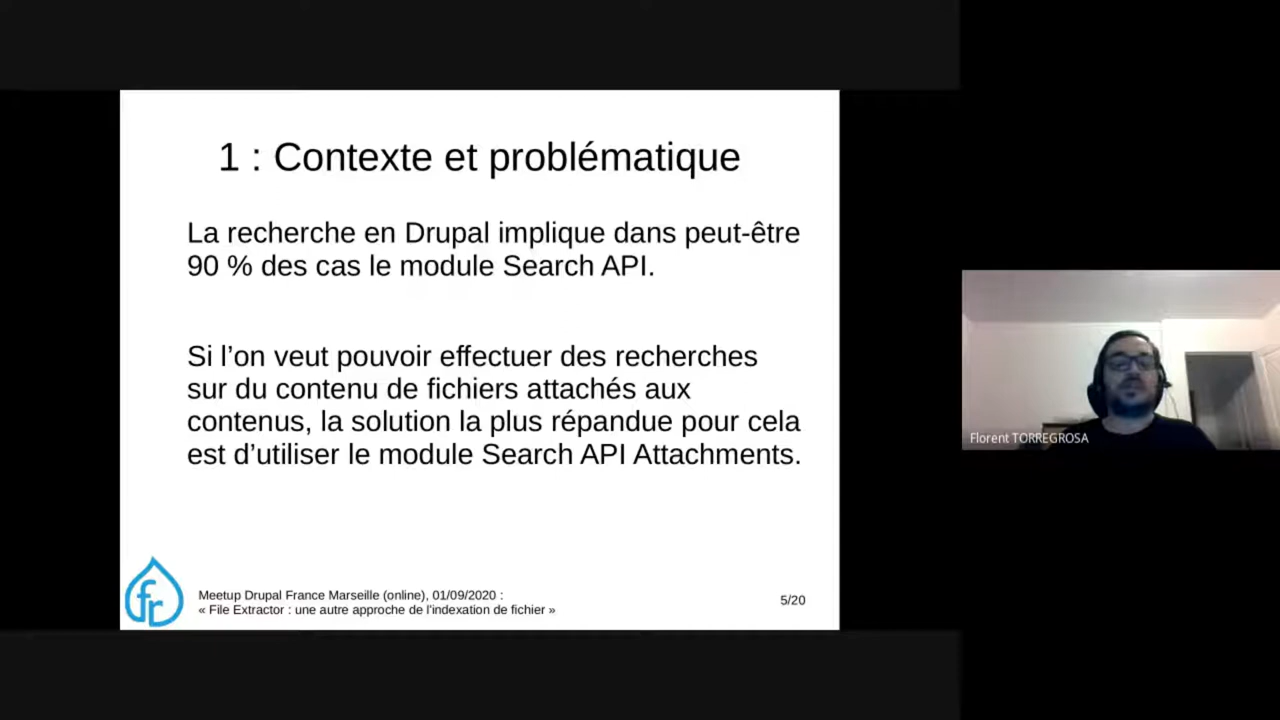 1 : Contexte et problématique
La recherche en Drupal implique dans peut-être
90 % des cas le module Search API.
Si l’on veut pouvoir effectuer des recherches
sur du contenu de fichiers attachés aux
contenus, la solution la plus répandue pour cela
est d’utiliser le module Search API Attachments.
Florent TORREGROSA
fr
Meetup Drupal France Marseille (online), 01/09/2020 :
« File Extractor : une autre approche de l’indexation de fichier »
5/20